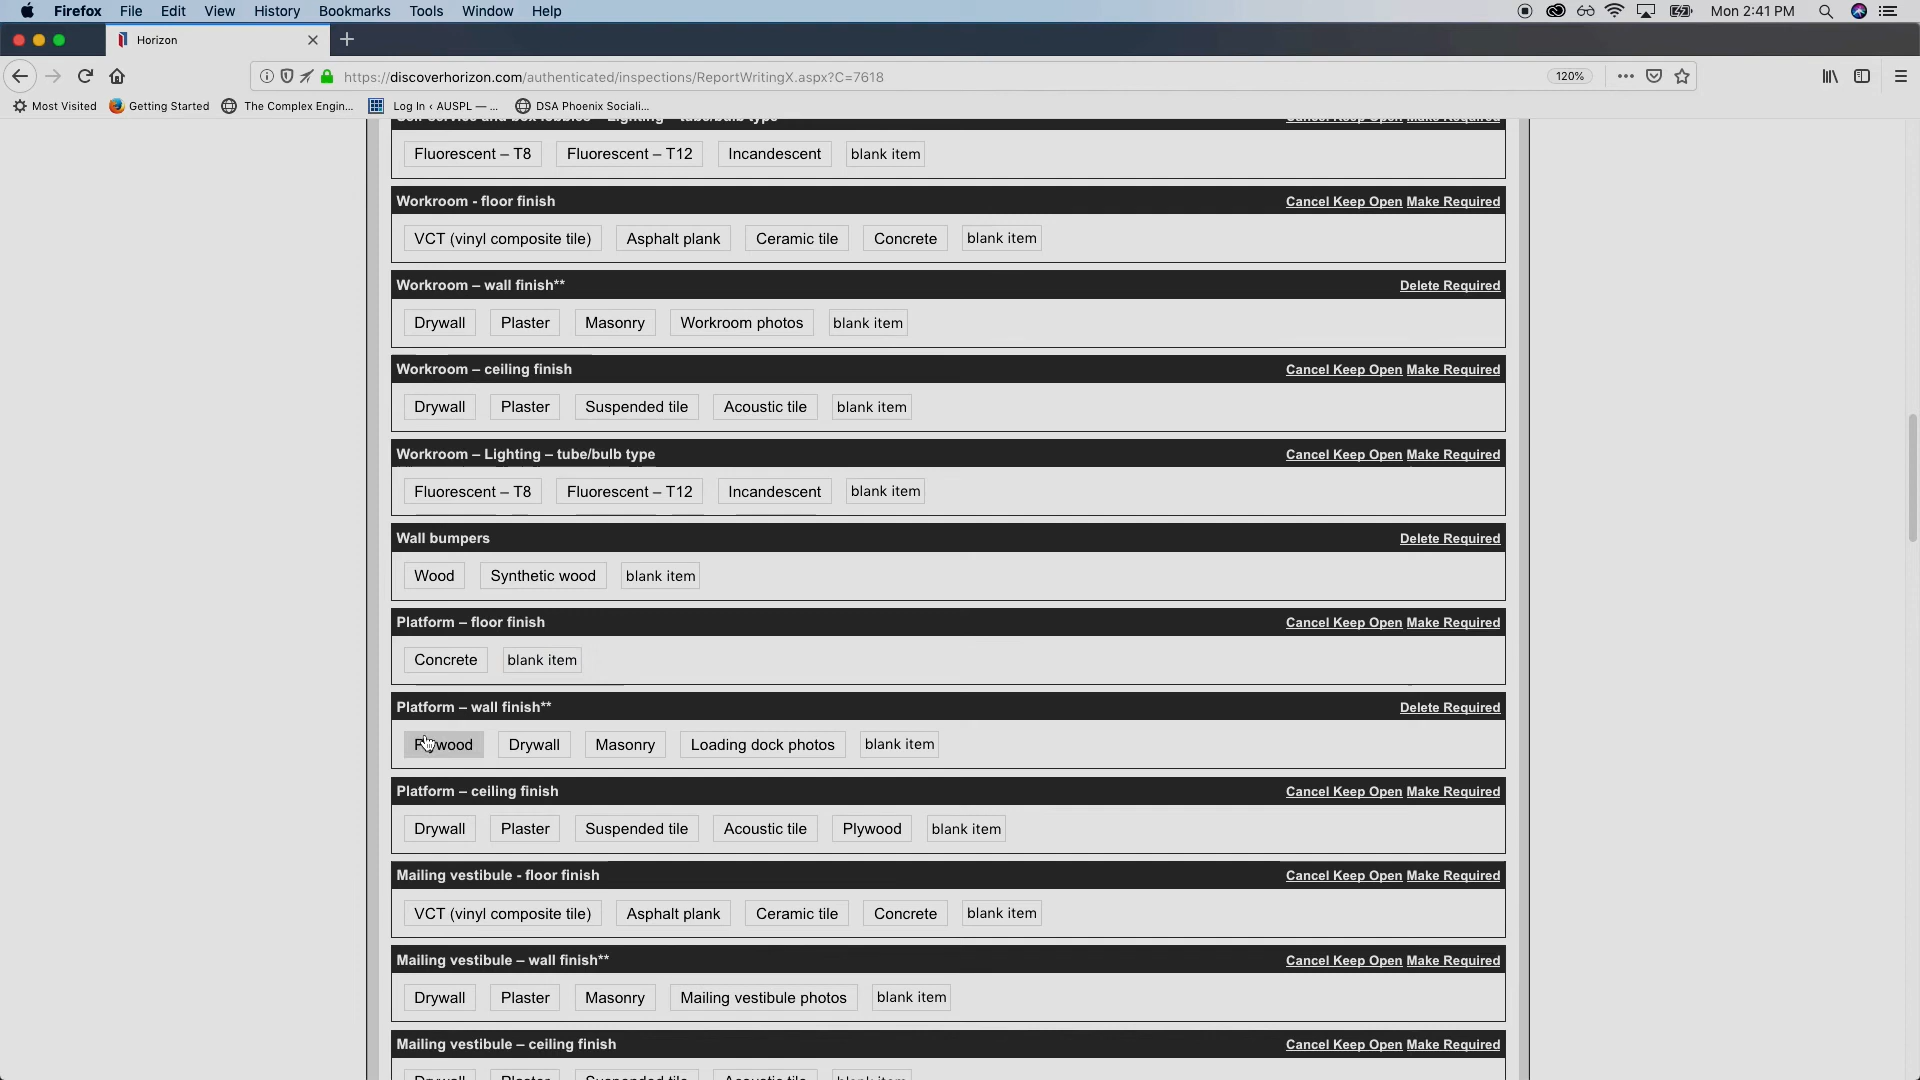 Firefox File Edit View History Bookmarks Tools Window Help Mon 2:41 PM
Horizon
https://discoverhorizon.com/authenticated/inspections/ReportWritingX.aspx?C=7618 120%
Most Visited Getting Started The Complex Engin... Log In ‹ AUSPL — ... DSA Phoenix Sociali...
Fluorescent – T8 Fluorescent – T12 Incandescent blank item
Workroom - floor finish Cancel Keep Open Make Required
VCT (vinyl composite tile) Asphalt plank Ceramic tile Concrete blank item
Workroom – wall finish** Delete Required
Drywall Plaster Masonry Workroom photos blank item
Workroom – ceiling finish Cancel Keep Open Make Required
Drywall Plaster Suspended tile Acoustic tile blank item
Workroom – Lighting – tube/bulb type Cancel Keep Open Make Required
Fluorescent – T8 Fluorescent – T12 Incandescent blank item
Wall bumpers Delete Required
Wood Synthetic wood blank item
Platform – floor finish Cancel Keep Open Make Required
Concrete blank item
Platform – wall finish** Delete Required
Plywood Drywall Masonry Loading dock photos blank item
Platform – ceiling finish Cancel Keep Open Make Required
Drywall Plaster Suspended tile Acoustic tile Plywood blank item
Mailing vestibule - floor finish Cancel Keep Open Make Required
VCT (vinyl composite tile) Asphalt plank Ceramic tile Concrete blank item
Mailing vestibule – wall finish** Cancel Keep Open Make Required
Drywall Plaster Masonry Mailing vestibule photos blank item
Mailing vestibule – ceiling finish Cancel Keep Open Make Required